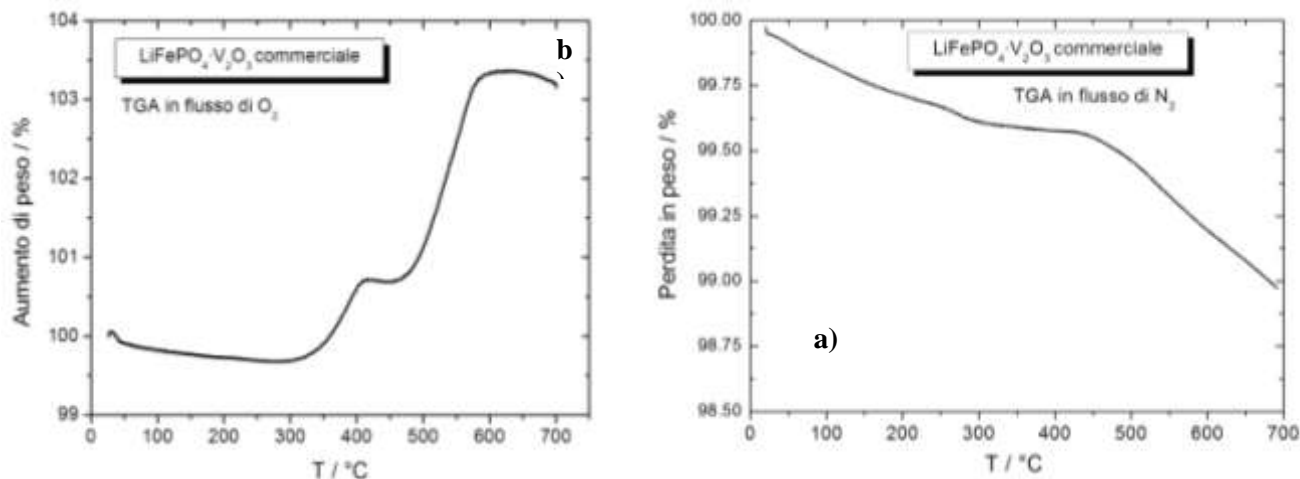 104
103
102
101
100
99
Aumento di peso / %
LiFePO₄·V₂O₃ commerciale
b
)
TGA in flusso di O₂
0 100 200 300 400 500 600 700
T / °C
100.00
99.75
99.50
99.25
99.00
98.75
98.50
Perdita in peso / %
LiFePO₄·V₂O₃ commerciale
TGA in flusso di N₂
a)
0 100 200 300 400 500 600 700
T / °C